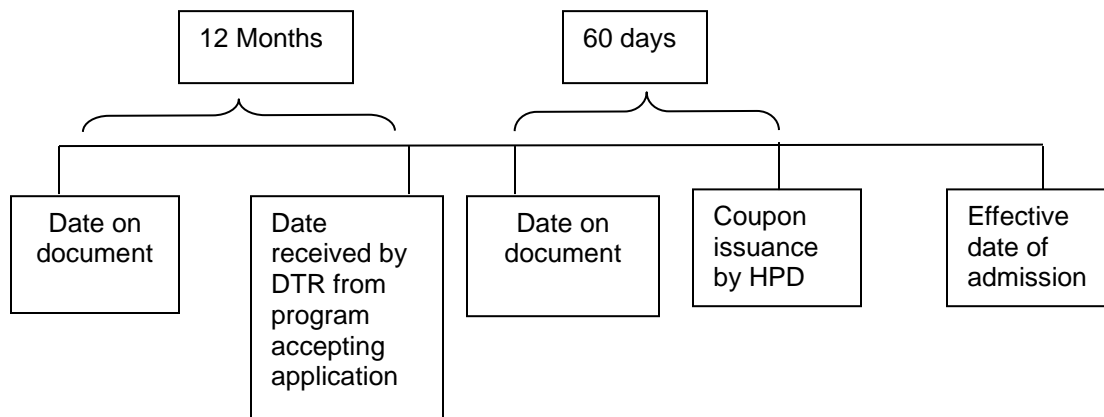 12 Months
60 days
Date on
document
Date
received by
DTR from
program
accepting
application
Date on
document
Coupon
issuance
by HPD
Effective
date of
admission